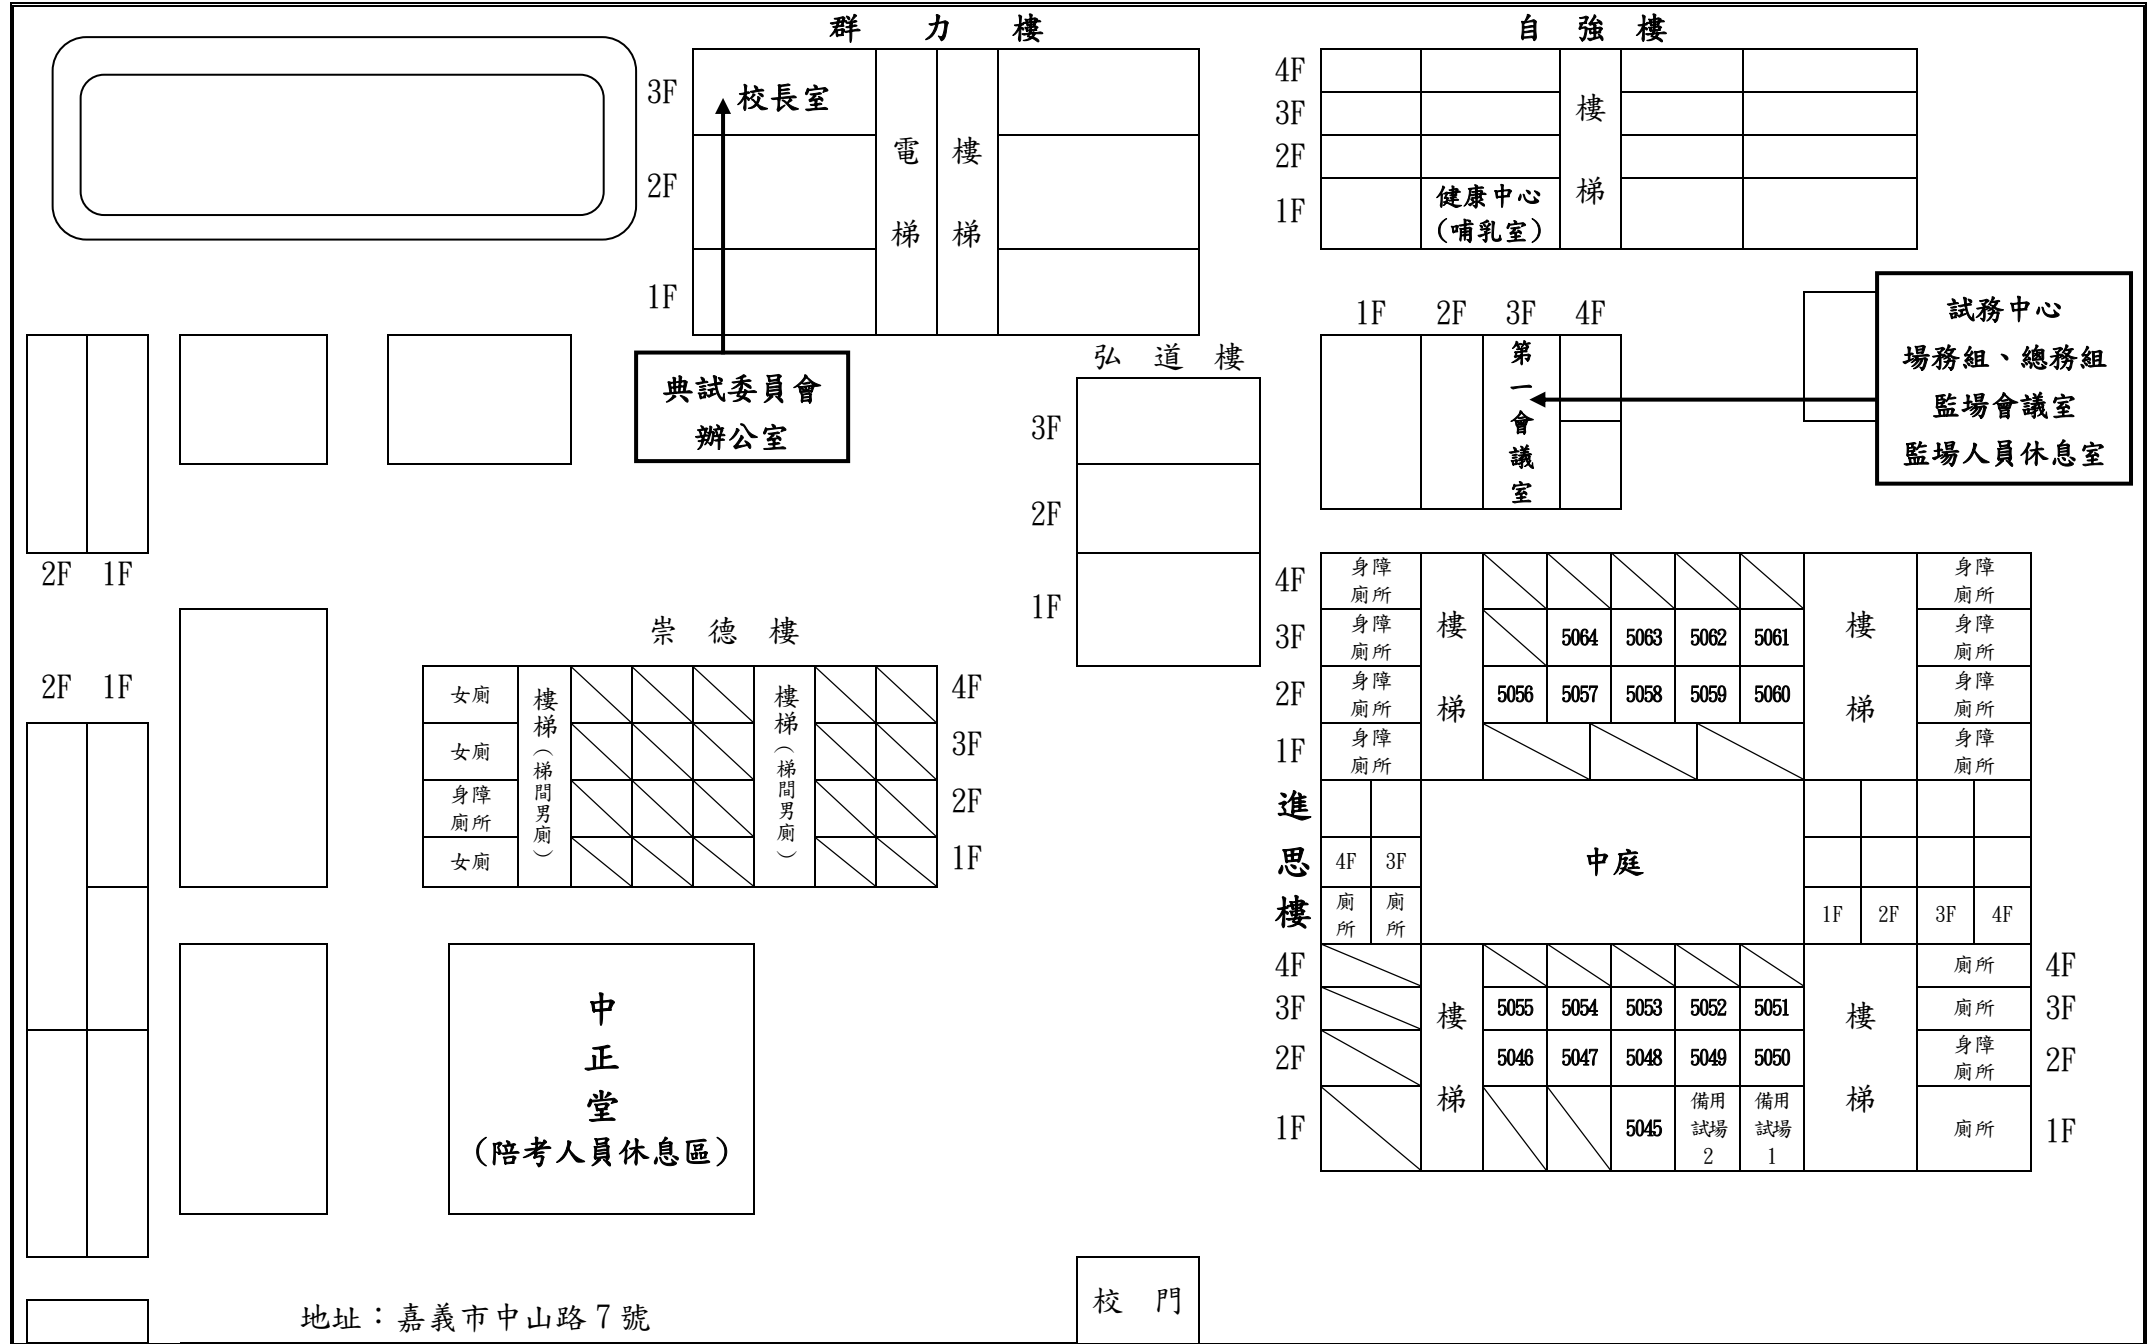 群力樓
3F
2F
1F
校長室
電梯
樓梯
典試委員會
辦公室
自強樓
4F
3F
2F
1F
樓梯
健康中心
(哺乳室)
1F 2F 3F 4F
第一會議室
試務中心
場務組、總務組
監場會議室
監場人員休息室
弘道樓
3F
2F
1F
2F 1F
2F 1F
崇德樓
女廁
女廁
身障
廁所
女廁
樓梯(梯間男廁)
樓梯(梯間男廁)
4F
3F
2F
1F
中正堂
(陪考人員休息區)
進思樓
4F 身障廁所 身障廁所
3F 身障廁所 5064 5063 5062 5061 身障廁所
2F 身障廁所 5056 5057 5058 5059 5060 身障廁所
1F 身障廁所 身障廁所
樓梯
樓梯
4F 3F
廁所 廁所
中庭
1F 2F 3F 4F
4F 廁所 4F
3F 5055 5054 5053 5052 5051 廁所 3F
2F 5046 5047 5048 5049 5050 身障廁所 2F
1F 5045 備用試場2 備用試場1 廁所 1F
樓梯
樓梯
校門
地址：嘉義市中山路7號